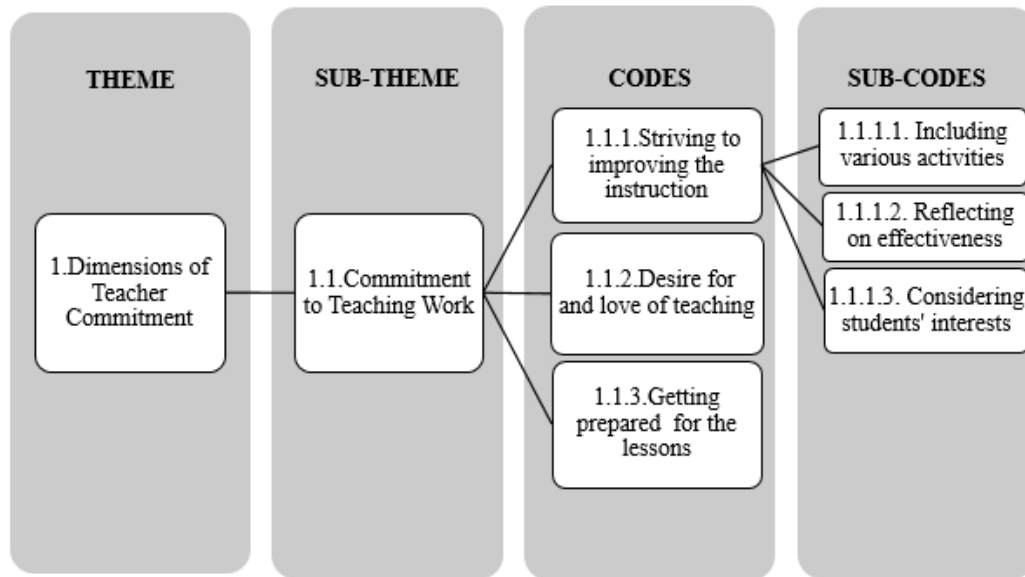 THEME
1.Dimensions of
Teacher
Commitment
SUB-THEME
1.1.Commitment
to Teaching Work
CODES
1.1.1.Striving to
improving the
instruction
1.1.2.Desire for
and love of teaching
1.1.3.Getting
prepared for the
lessons
SUB-CODES
1.1.1.1. Including
various activities
1.1.1.2. Reflecting
on effectiveness
1.1.1.3. Considering
students' interests